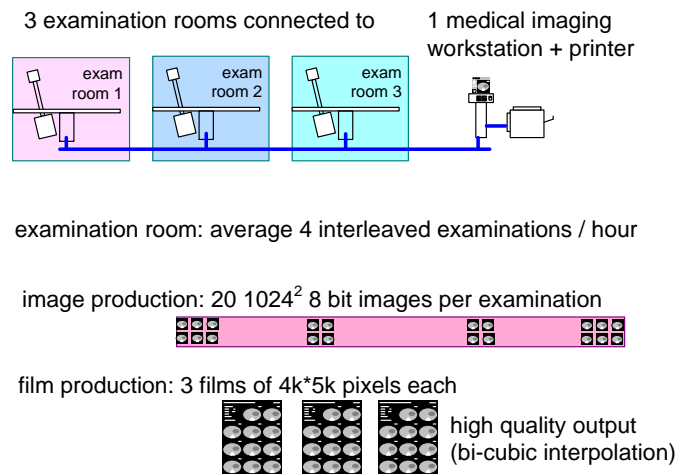 3 examination rooms connected to
1 medical imaging
workstation + printer
exam
room 1
exam
room 2
exam
room 3
examination room: average 4 interleaved examinations / hour
image production: 20 1024² 8 bit images per examination
film production: 3 films of 4k*5k pixels each
high quality output
(bi-cubic interpolation)